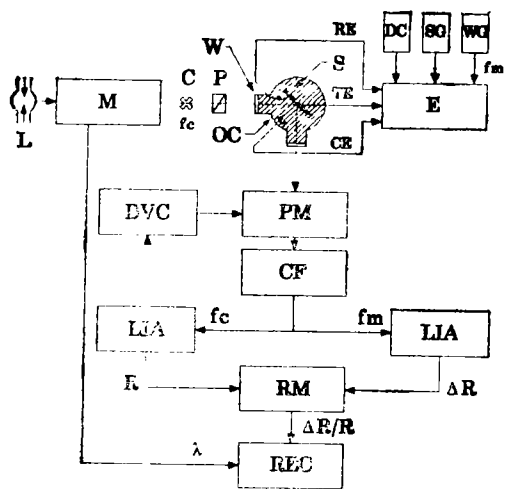 DC SG WG
RE
W S
fm
C P
TE
M
E
fc
L
OC
CE
DVC
PM
CF
fc fm
LIA LIA
R
RM
ΔR
ΔR/R
λ
REC